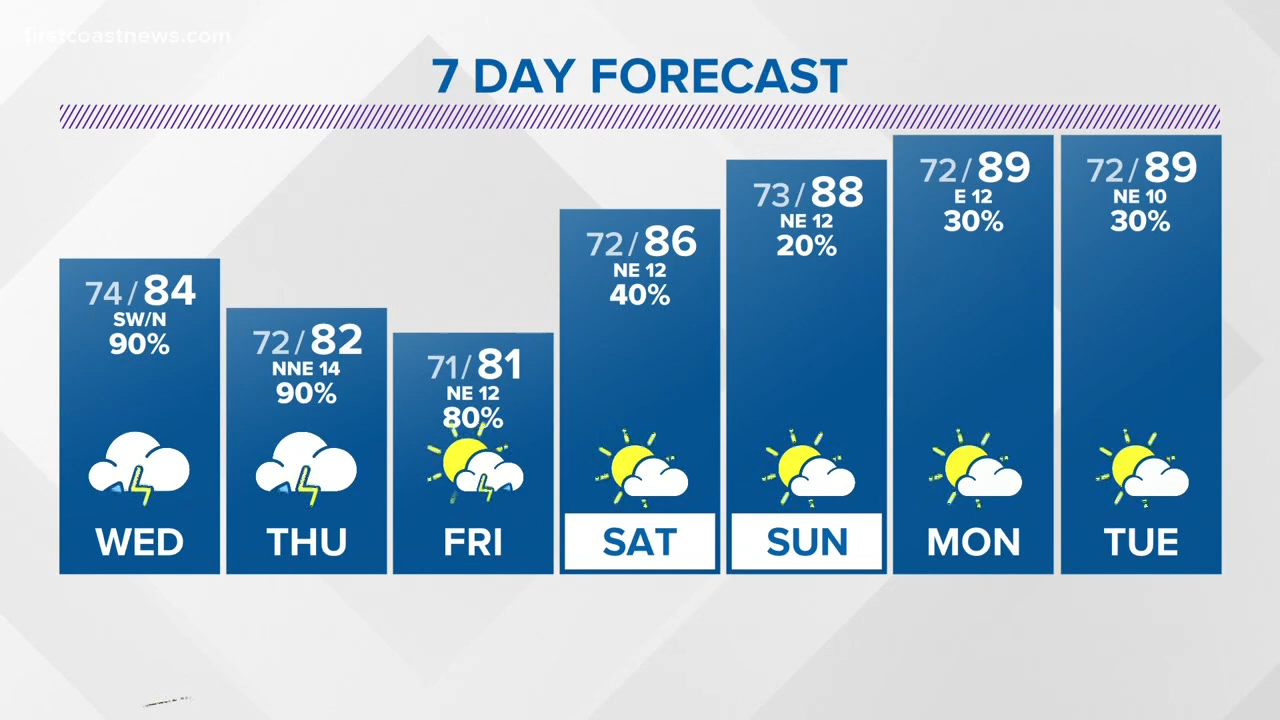 firstcoastnews.com
7 DAY FORECAST
74/84
SW/N
90%
WED
72/82
NNE 14
90%
THU
71/81
NE 12
80%
FRI
72/86
NE 12
40%
SAT
73/88
NE 12
20%
SUN
72/89
E 12
30%
MON
72/89
NE 10
30%
TUE